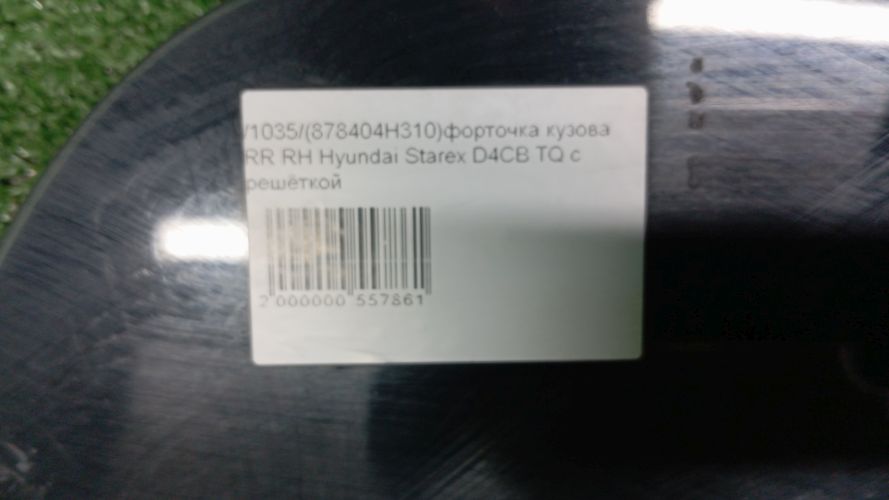 /1035/(878404H310)форточка кузова
RR RH Hyundai Starex D4CB TQ с
решёткой
2 000000 557861